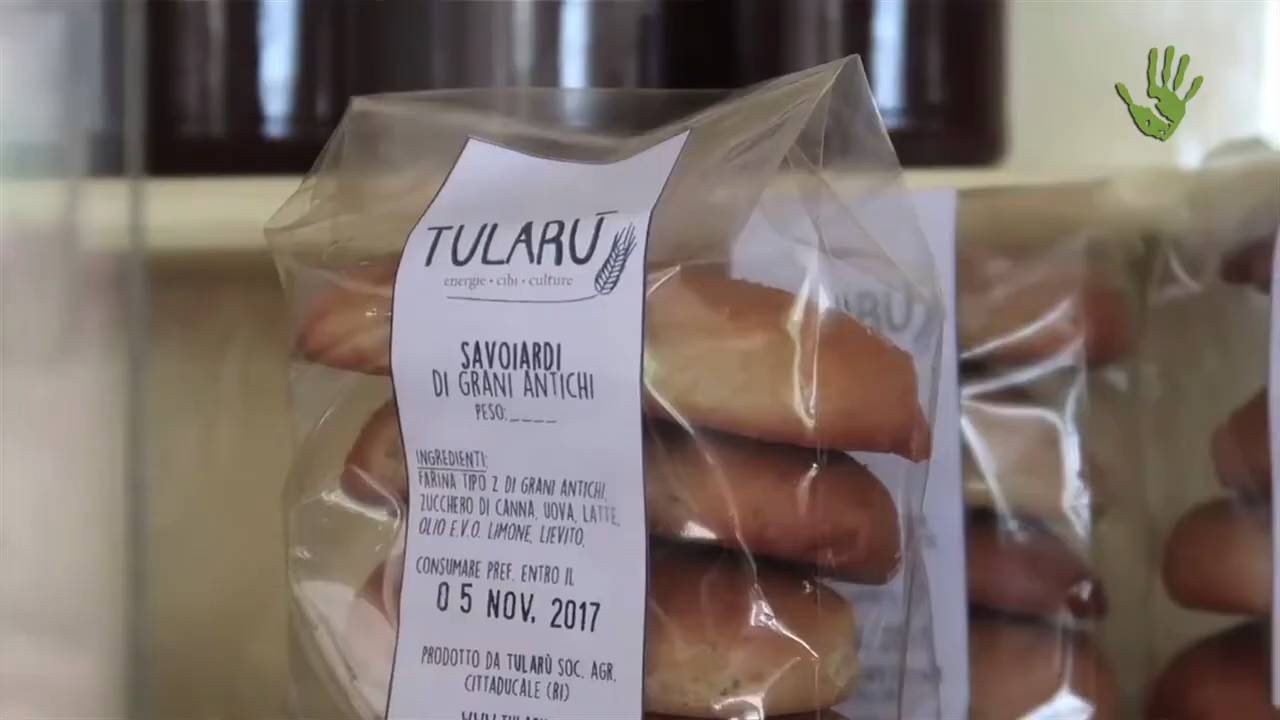 TULARÙ
energie • cibi • culture
SAVOIARDI
DI GRANI ANTICHI
PESO:____
INGREDIENTI:
FARINA TIPO 2 DI GRANI ANTICHI,
ZUCCHERO DI CANNA, UOVA, LATTE,
OLIO E.V.O. LIMONE, LIEVITO,
CONSUMARE PREF. ENTRO IL
05 NOV. 2017
PRODOTTO DA TULARÙ SOC. AGR.
CITTADUCALE (RI)